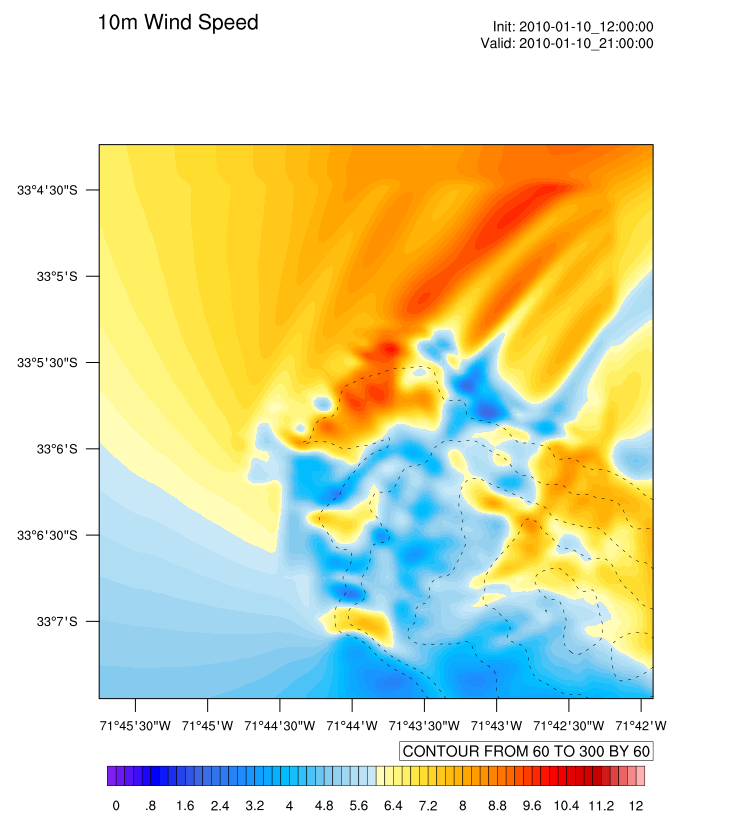 10m Wind Speed
Init: 2010-01-10_12:00:00
Valid: 2010-01-10_21:00:00
33°4'30"S
33°5'S
33°5'30"S
33°6'S
33°6'30"S
33°7'S
71°45'30"W 71°45'W 71°44'30"W 71°44'W 71°43'30"W 71°43'W 71°42'30"W 71°42'W
CONTOUR FROM 60 TO 300 BY 60
0 .8 1.6 2.4 3.2 4 4.8 5.6 6.4 7.2 8 8.8 9.6 10.4 11.2 12